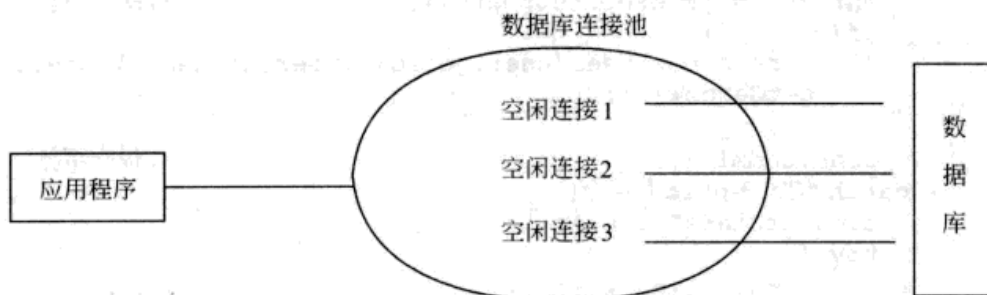 数据库连接池
空闲连接1
空闲连接2
空闲连接3
应用程序
数
据
库